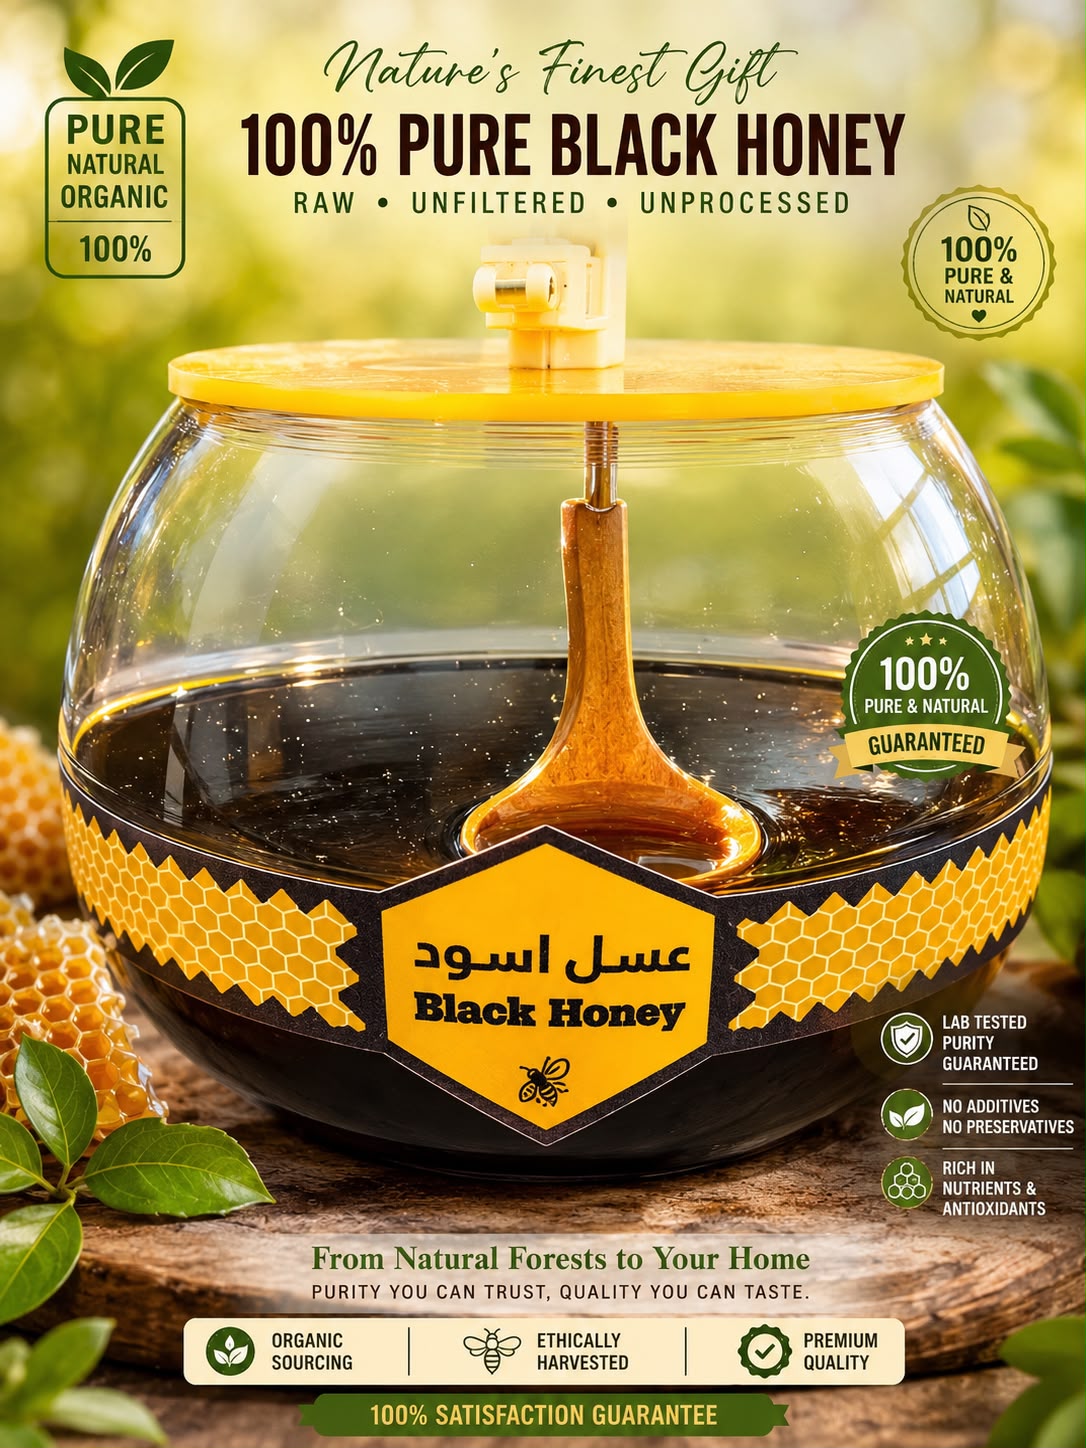 Nature's Finest Gift
100% PURE BLACK HONEY
RAW • UNFILTERED • UNPROCESSED
PURE
NATURAL
ORGANIC
100%
100%
PURE &
NATURAL
100%
PURE & NATURAL
GUARANTEED
عسل اسود
Black Honey
LAB TESTED
PURITY
GUARANTEED
NO ADDITIVES
NO PRESERVATIVES
RICH IN
NUTRIENTS &
ANTIOXIDANTS
From Natural Forests to Your Home
PURITY YOU CAN TRUST, QUALITY YOU CAN TASTE.
ORGANIC
SOURCING
ETHICALLY
HARVESTED
PREMIUM
QUALITY
100% SATISFACTION GUARANTEE